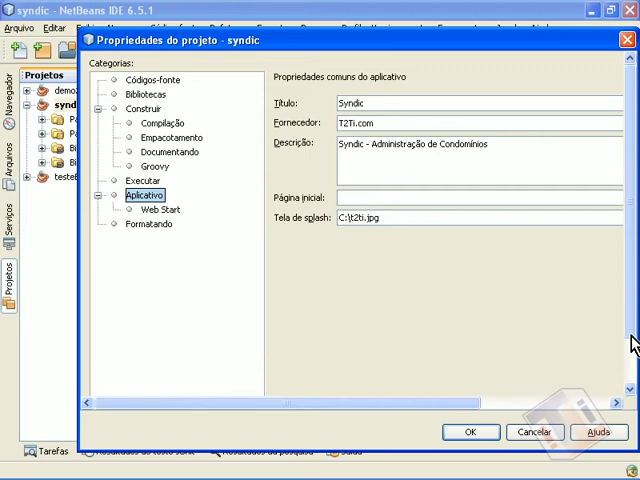 syndic - NetBeans IDE 6.5.1
Arquivo Editar
Propriedades do projeto - syndic
Projetos
Navegador
Arquivos
Serviços
Projetos
Categorias:
Códigos-fonte
Bibliotecas
Construir
Compilação
Empacotamento
Documentando
Groovy
Executar
Aplicativo
Web Start
Formatando
Propriedades comuns do aplicativo
Título: Syndic
Fornecedor: T2Ti.com
Descrição: Syndic - Administração de Condomínios
Página inicial:
Tela de splash: C:\t2ti.jpg
OK Cancelar Ajuda
Tarefas